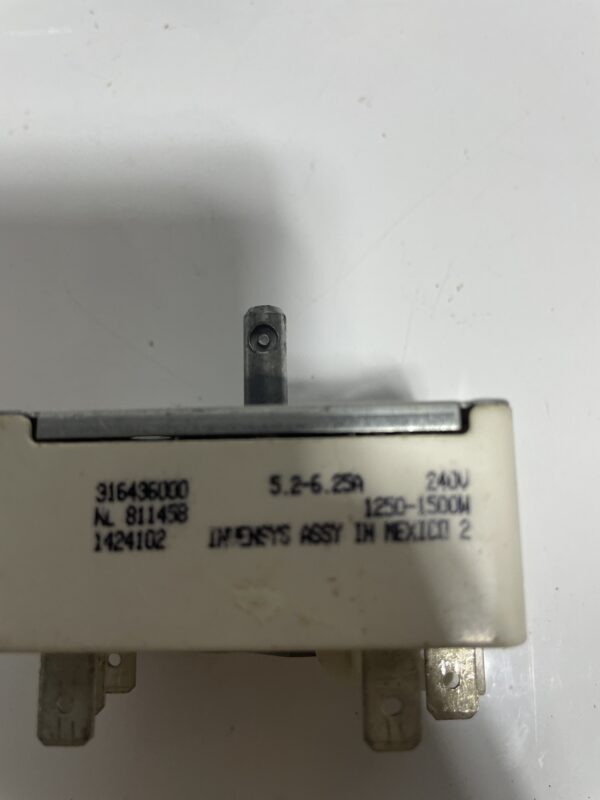 316436000 5.2-6.25A 240V
NL 811458 1250-1500W
1424102 INVENSYS ASSY IN MEXICO 2